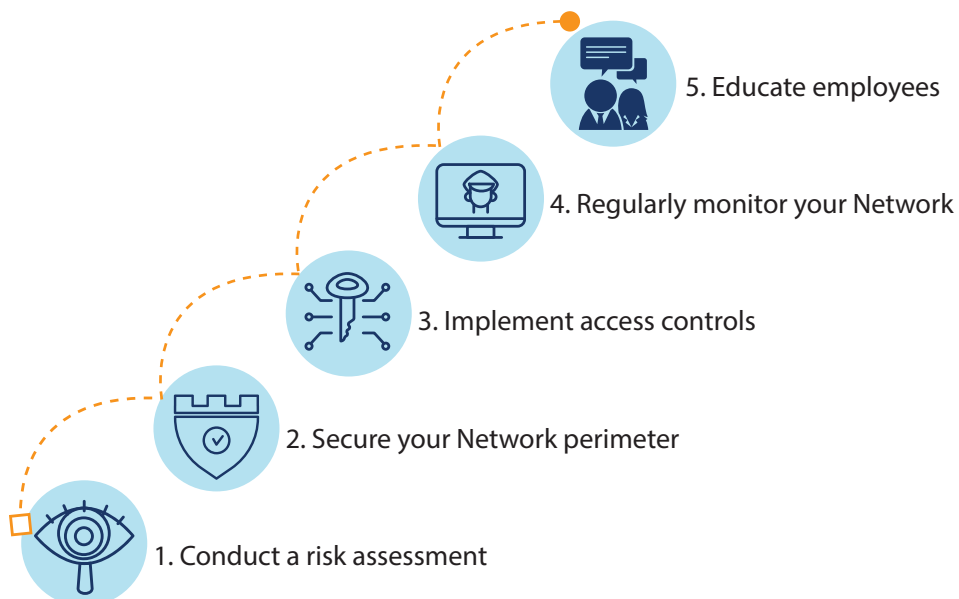 5. Educate employees
4. Regularly monitor your Network
3. Implement access controls
2. Secure your Network perimeter
1. Conduct a risk assessment